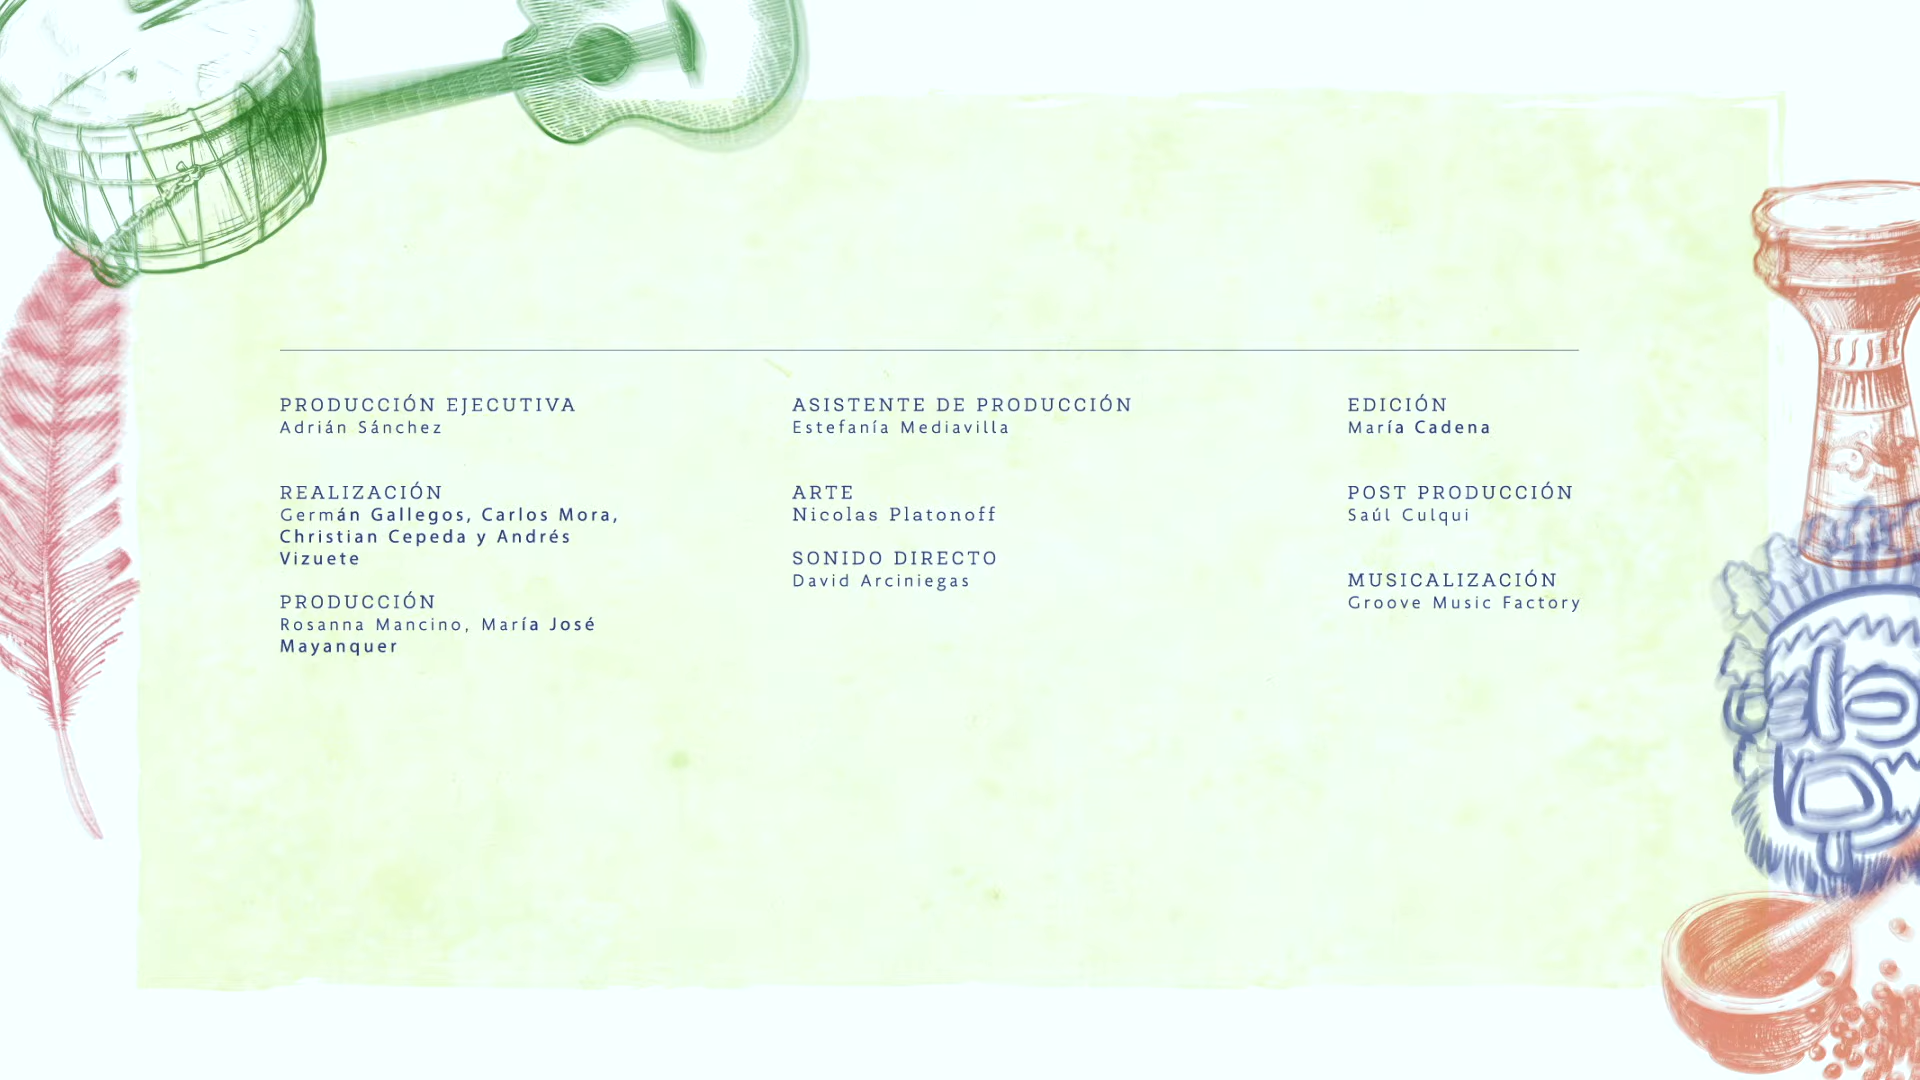 PRODUCCIÓN EJECUTIVA
Adrián Sánchez
REALIZACIÓN
Germán Gallegos, Carlos Mora,
Christian Cepeda y Andrés
Vizuete
PRODUCCIÓN
Rosanna Mancino, María José
Mayanquer
ASISTENTE DE PRODUCCIÓN
Estefanía Mediavilla
ARTE
Nicolas Platonoff
SONIDO DIRECTO
David Arciniegas
EDICIÓN
María Cadena
POST PRODUCCIÓN
Saúl Culqui
MUSICALIZACIÓN
Groove Music Factory